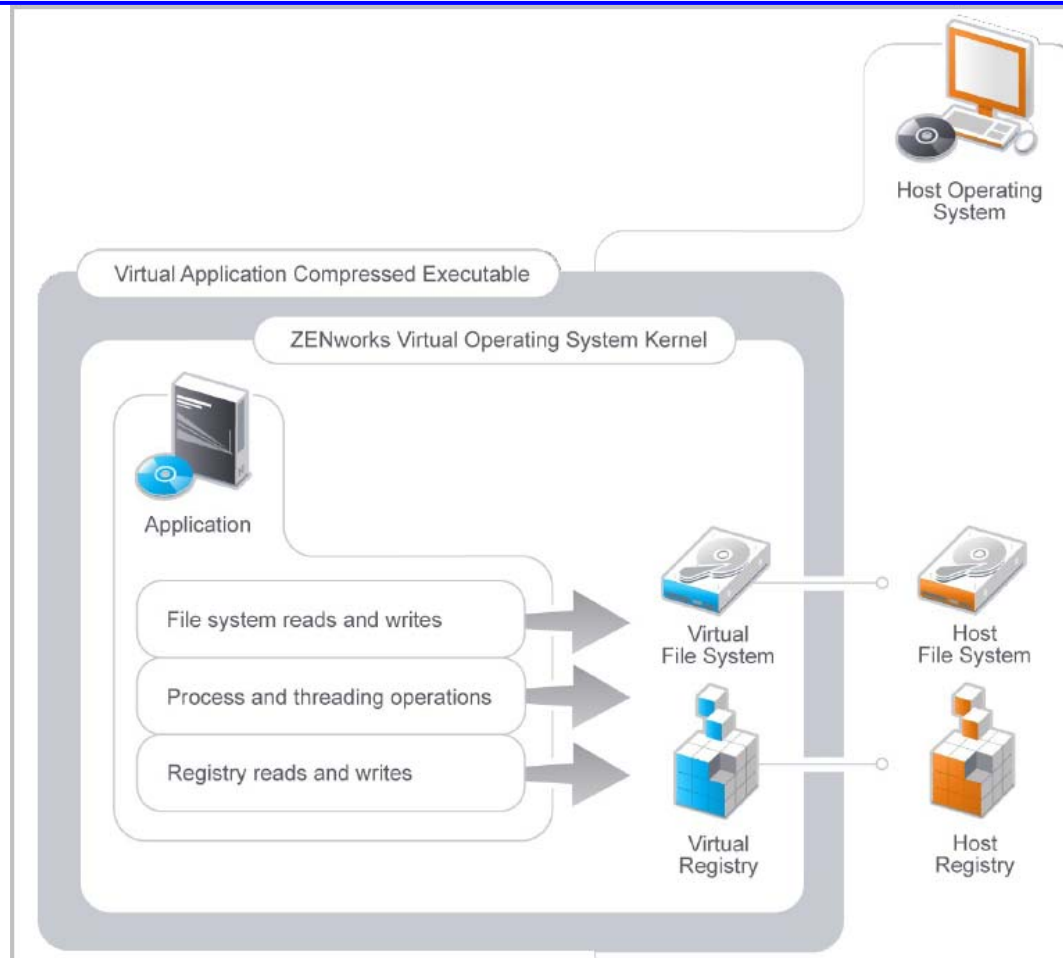 Host Operating
System
Virtual Application Compressed Executable
ZENworks Virtual Operating System Kernel
Application
File system reads and writes
Process and threading operations
Registry reads and writes
Virtual
File System
Host
File System
Virtual
Registry
Host
Registry